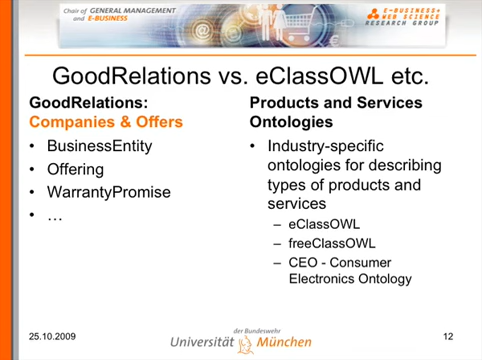 Chair of GENERAL MANAGEMENT
and E-BUSINESS
E-BUSINESS+
WEB SCIENCE
RESEARCH GROUP
GoodRelations vs. eClassOWL etc.
GoodRelations:
Companies & Offers
• BusinessEntity
• Offering
• WarrantyPromise
• …
Products and Services
Ontologies
• Industry-specific
ontologies for describing
types of products and
services
– eClassOWL
– freeClassOWL
– CEO - Consumer
Electronics Ontology
25.10.2009
der Bundeswehr
Universität München
12